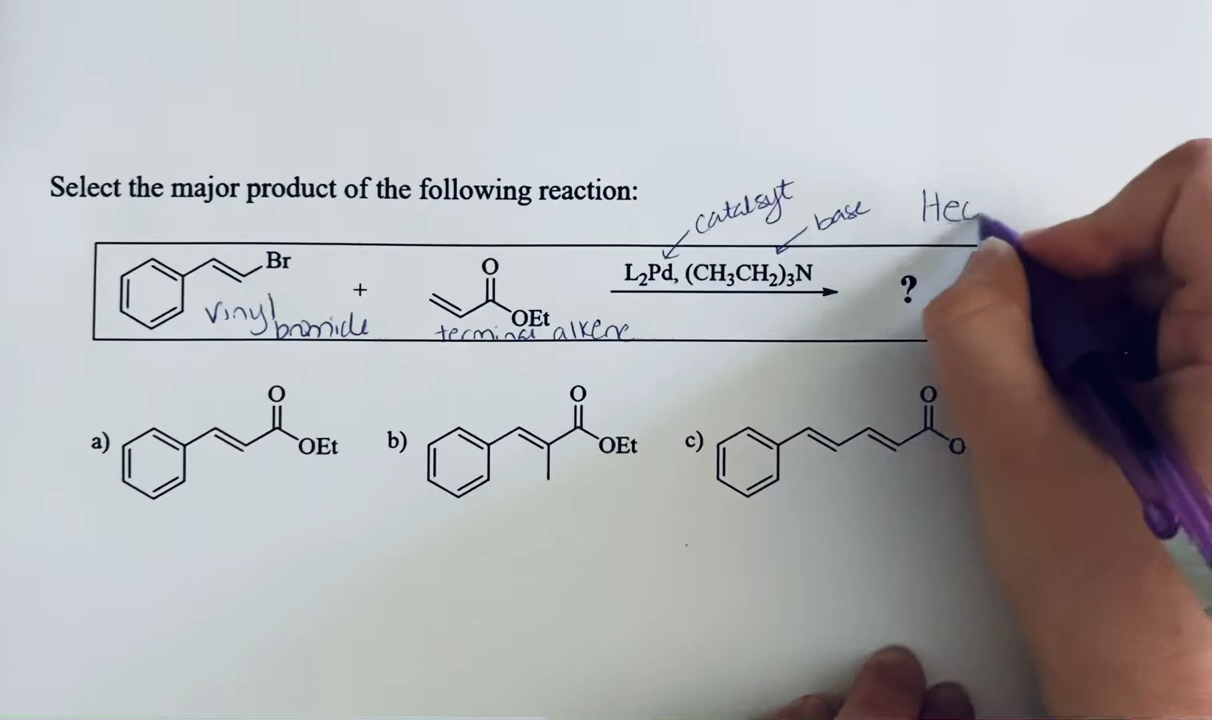 Select the major product of the following reaction:
catalsyt
base
Hec
Br
+
O
OEt
L₂Pd, (CH₃CH₂)₃N
?
vinyl bromide
terminal alkene
a)
O
OEt
b)
O
OEt
c)
O
O